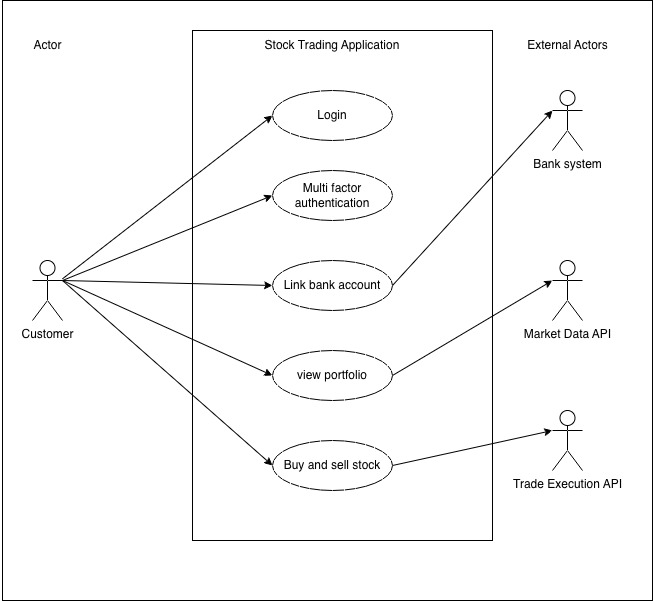 Actor
Stock Trading Application
External Actors
Login
Bank system
Multi factor
authentication
Link bank account
Customer
Market Data API
view portfolio
Buy and sell stock
Trade Execution API